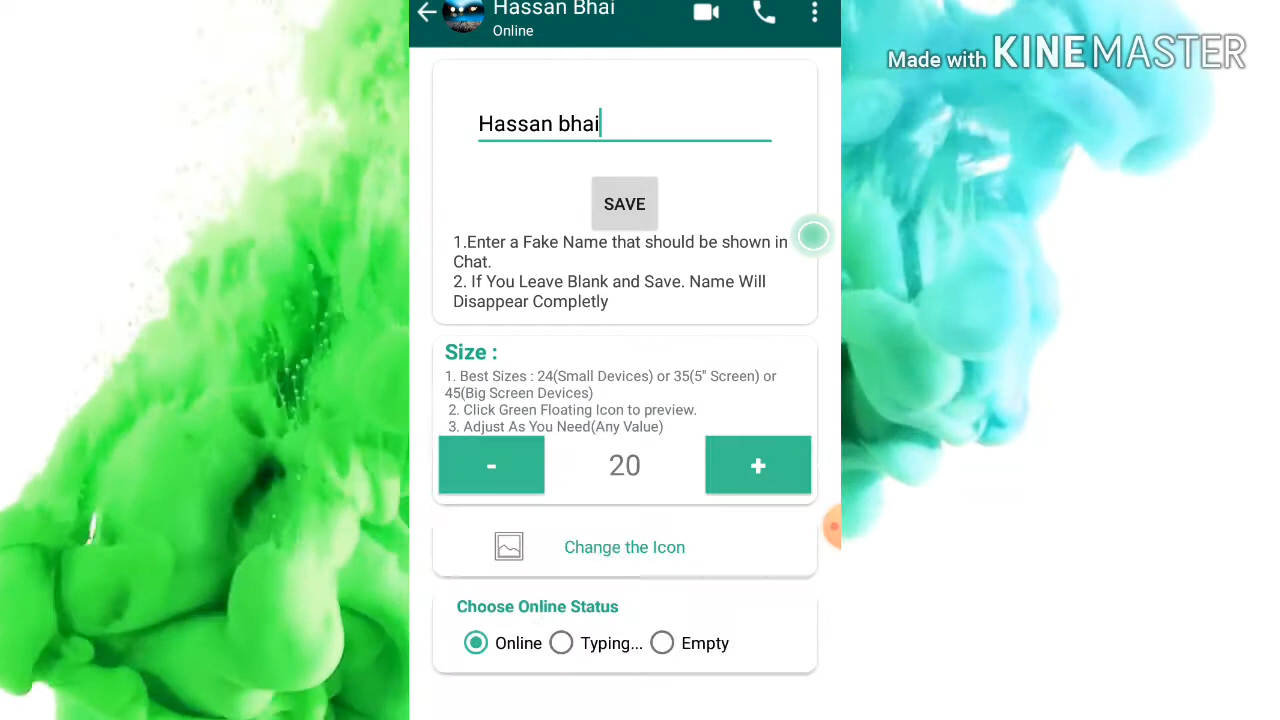 Hassan Bhai
Online
Made with KINEMASTER
Hassan bhai
SAVE
1.Enter a Fake Name that should be shown in
Chat.
2. If You Leave Blank and Save. Name Will
Disappear Completly
Size :
1. Best Sizes : 24(Small Devices) or 35(5" Screen) or
45(Big Screen Devices)
2. Click Green Floating Icon to preview.
3. Adjust As You Need(Any Value)
- 20 +
Change the Icon
Choose Online Status
Online Typing... Empty